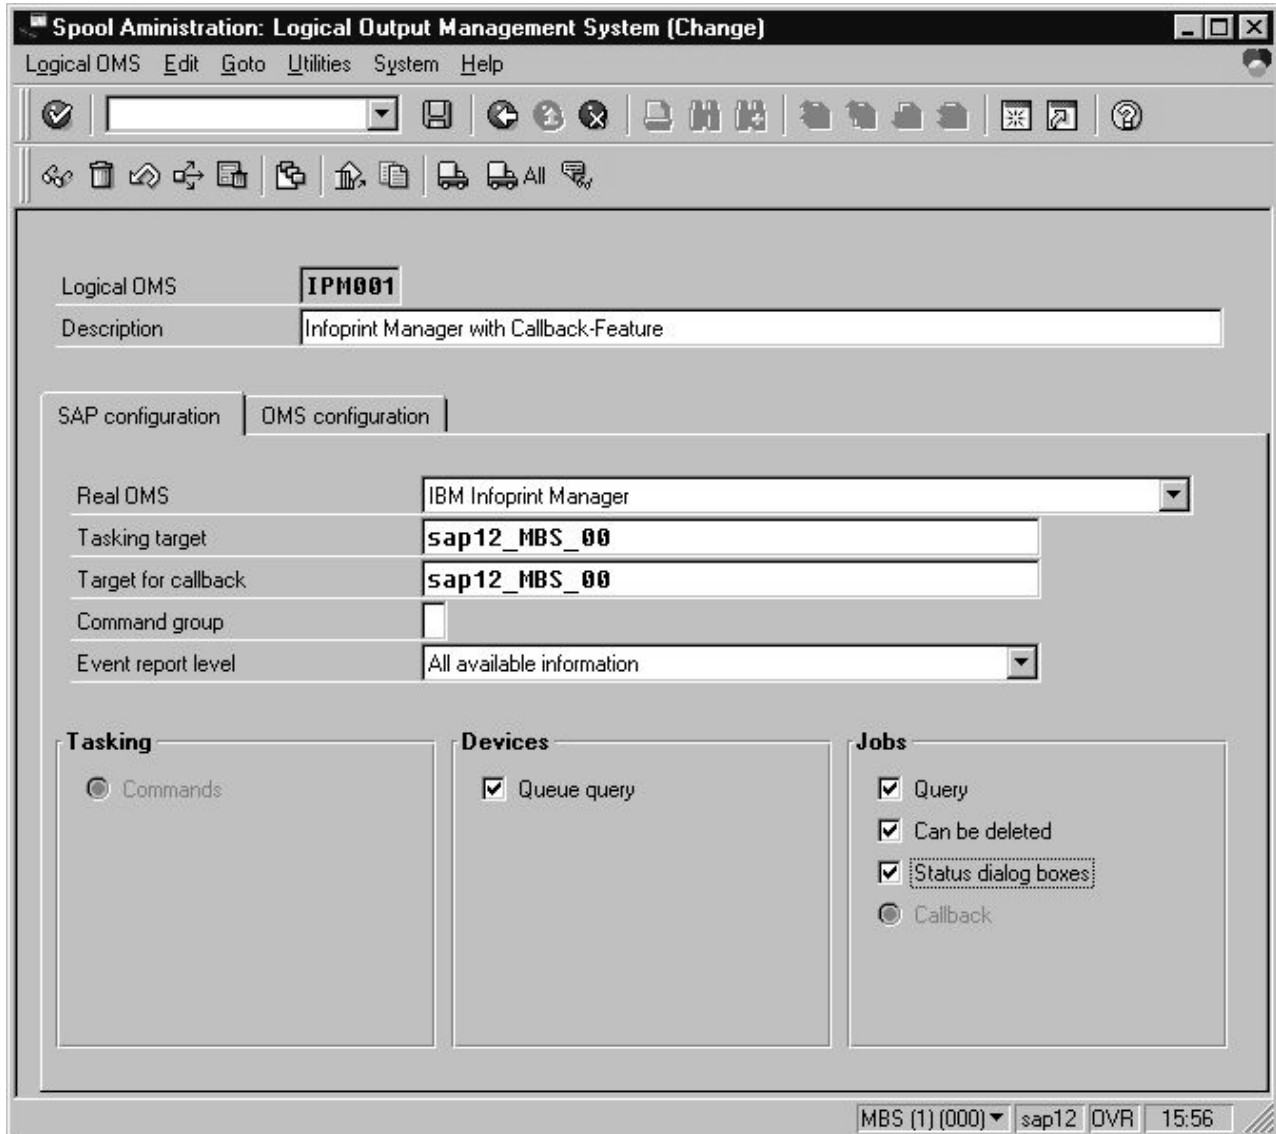 Spool Aministration: Logical Output Management System (Change)
Logical OMS Edit Goto Utilities System Help
All
Logical OMS IPM001
Description Infoprint Manager with Callback-Feature
SAP configuration OMS configuration
Real OMS IBM Infoprint Manager
Tasking target sap12_MBS_00
Target for callback sap12_MBS_00
Command group
Event report level All available information
Tasking Devices Jobs
Commands Queue query Query
Can be deleted
Status dialog boxes
Callback
MBS (1) (000) sap12 OVR 15:56